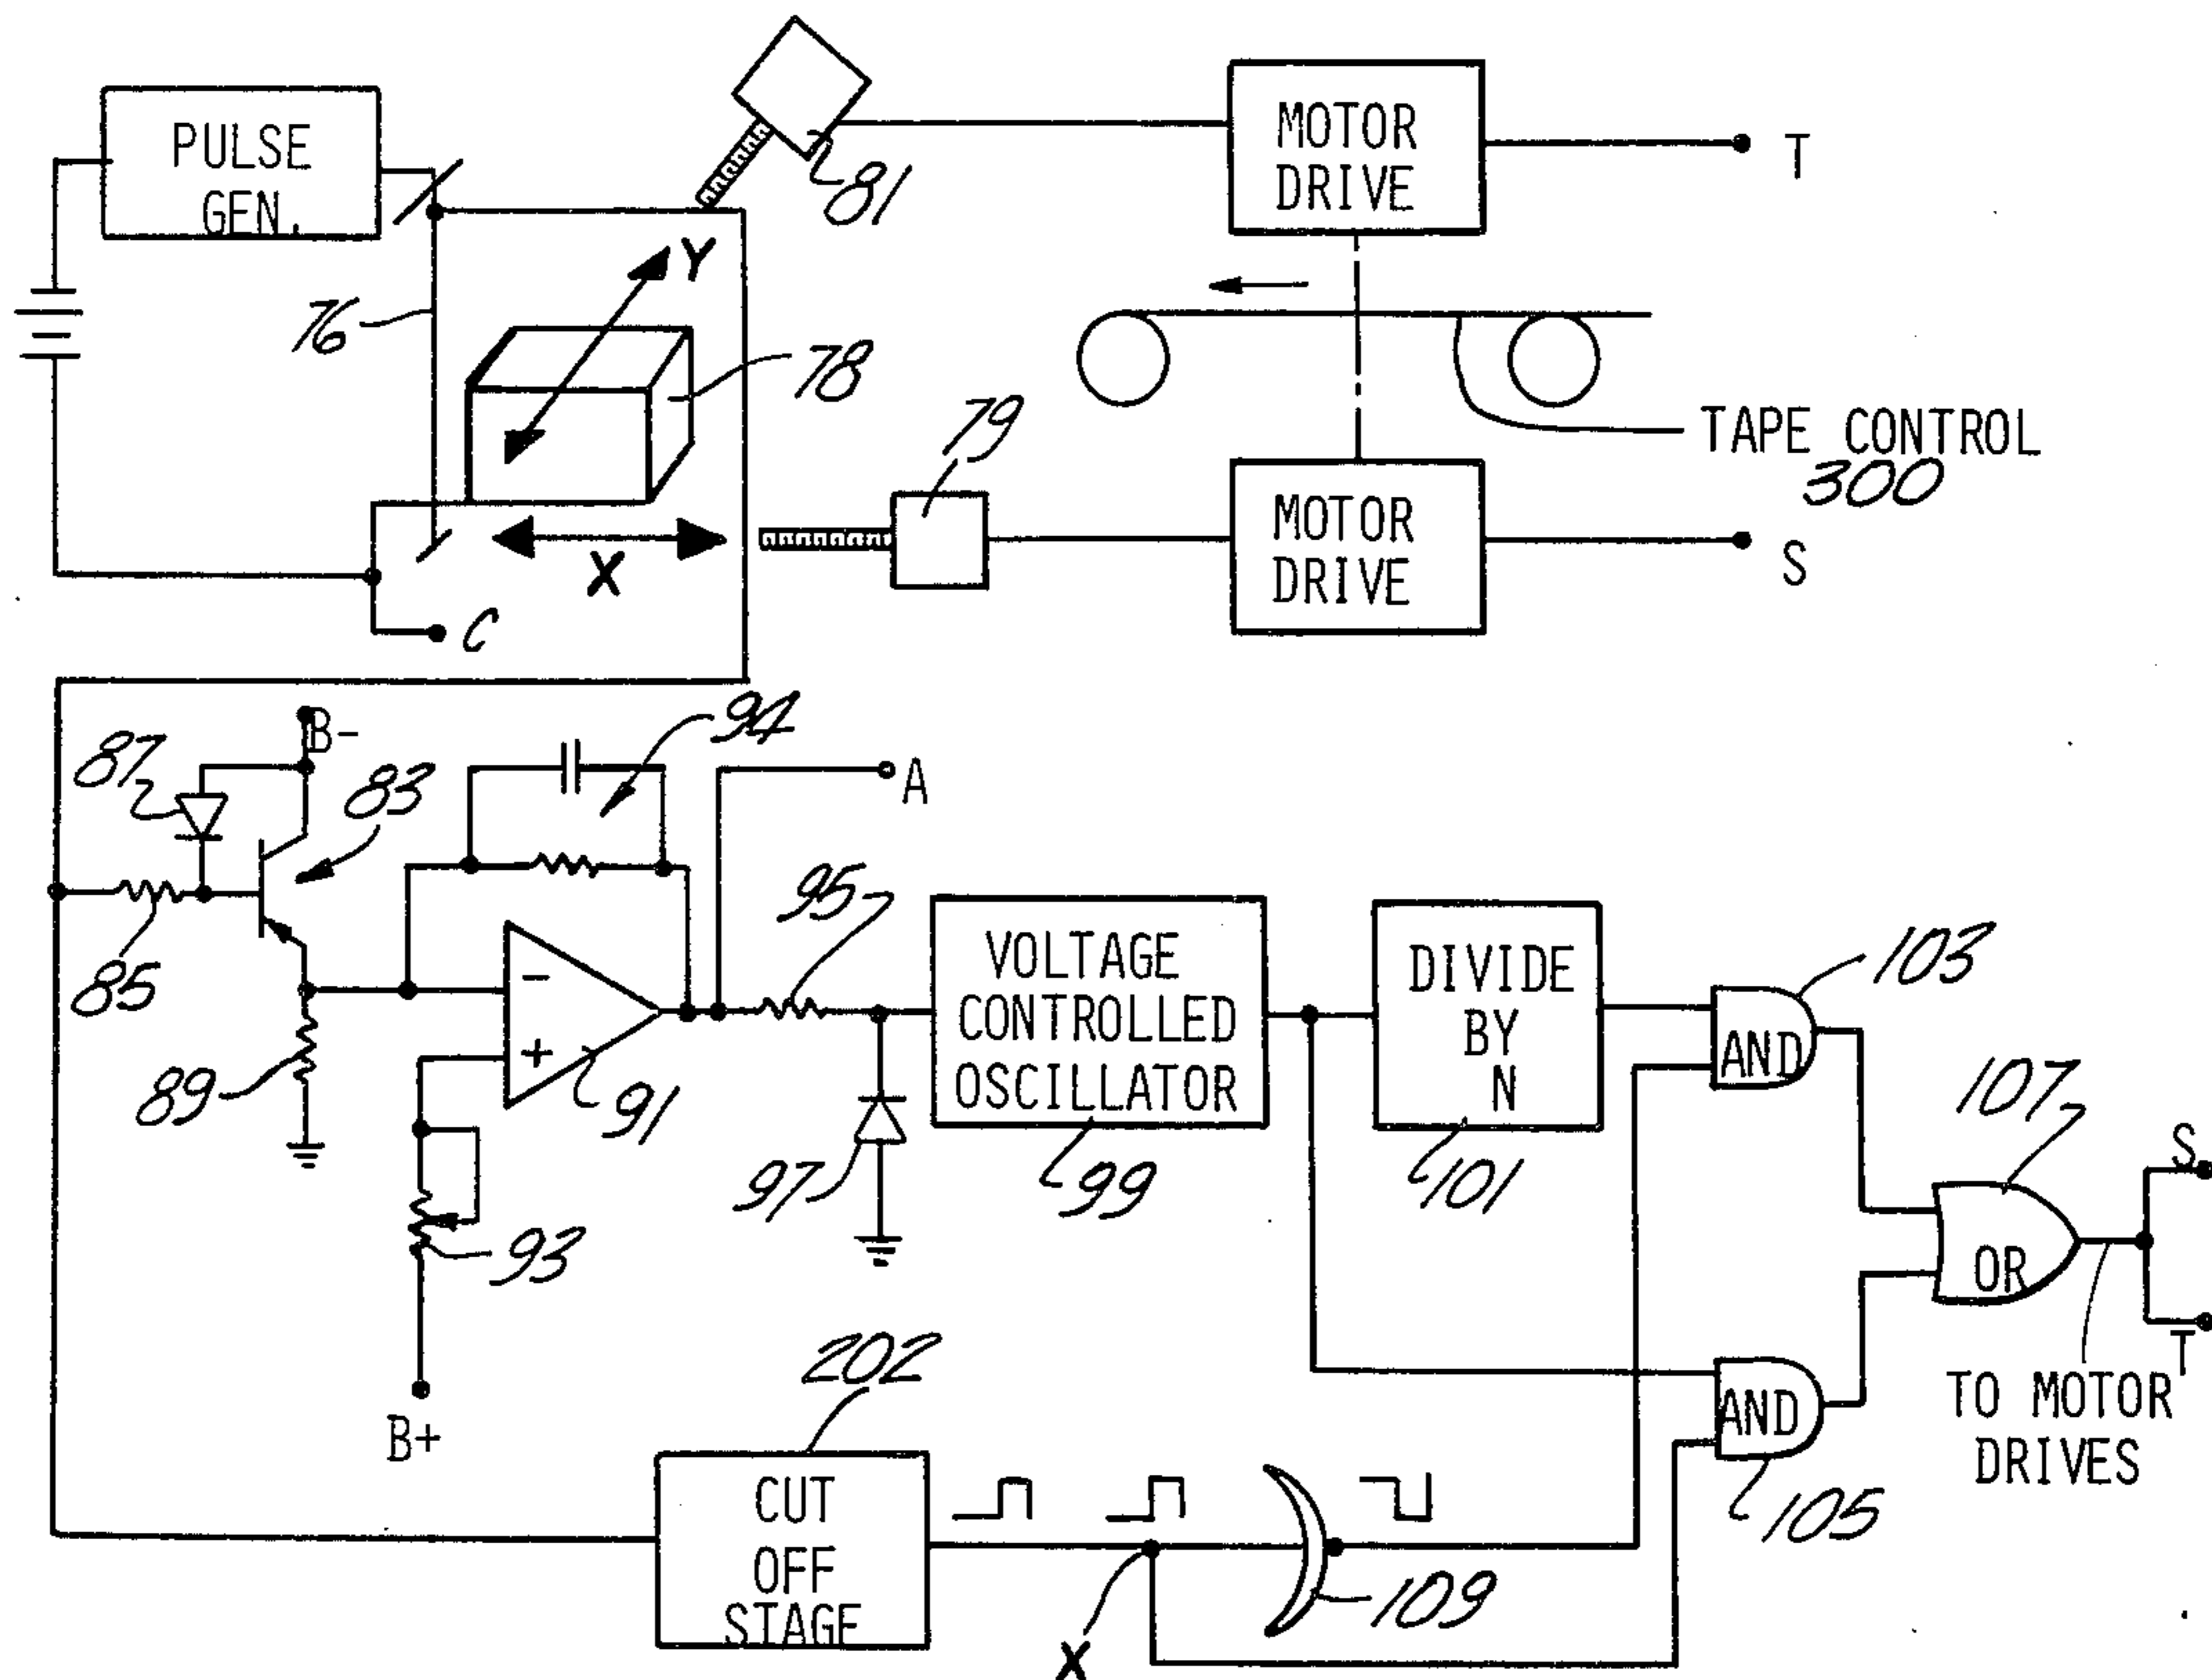 PULSE
GEN.
81
MOTOR
DRIVE
T
Y
76
78
79
TAPE CONTROL
300
MOTOR
DRIVE
S
X
C
B-
94
87
83
A
95
85
VOLTAGE
CONTROLLED
OSCILLATOR
DIVIDE
BY
N
103
AND
-
+
89
91
97
99
101
107
S
93
OR
T
B+
202
AND
TO MOTOR
DRIVES
CUT
OFF
STAGE
105
109
X